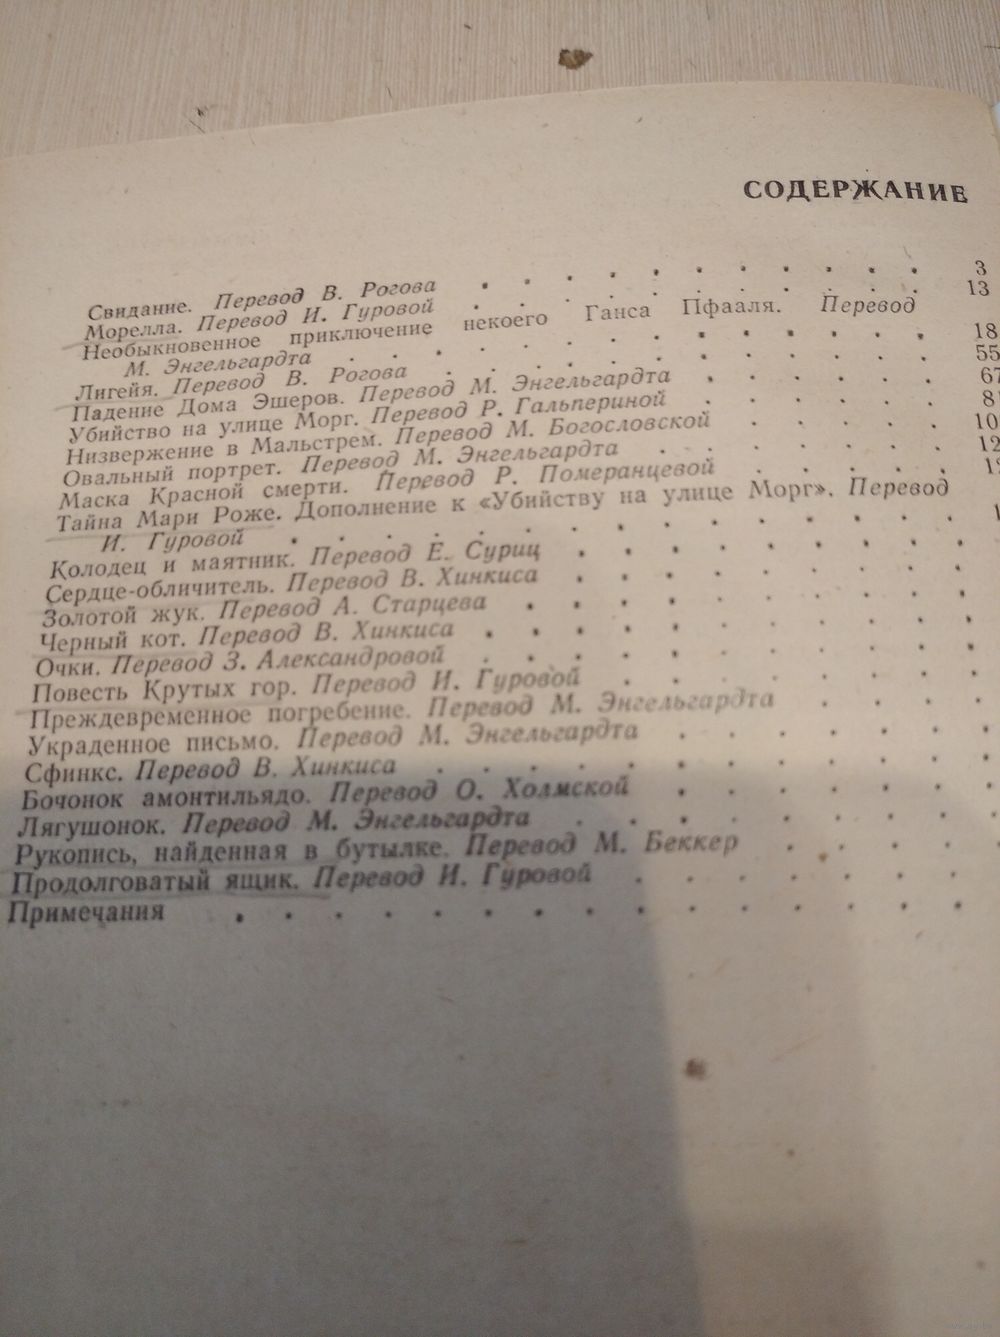 СОДЕРЖАНИЕ
Свидание. Перевод В. Рогова . . . . . . . . . . 3
Морелла. Перевод И. Гуровой . . . . . . . . . . 13
Необыкновенное приключение некоего Ганса Пфааля. Перевод
М. Энгельгардта . . . . . . . . . . 18
Лигейя. Перевод В. Рогова . . . . . . . . . . 55
Падение Дома Эшеров. Перевод М. Энгельгардта . . . . 67
Убийство на улице Морг. Перевод Р. Гальпериной . . . .
Низвержение в Мальстрем. Перевод М. Богословской . . .
Овальный портрет. Перевод М. Энгельгардта . . . . .
Маска Красной смерти. Перевод Р. Померанцевой . . . .
Тайна Мари Роже. Дополнение к «Убийству на улице Морг». Перевод
И. Гуровой . . . . . . . . . .
Колодец и маятник. Перевод Е. Суриц . . . . . . .
Сердце-обличитель. Перевод В. Хинкиса . . . . . . .
Золотой жук. Перевод А. Старцева . . . . . . . .
Черный кот. Перевод В. Хинкиса . . . . . . . . .
Очки. Перевод З. Александровой . . . . . . . . .
Повесть Крутых гор. Перевод И. Гуровой . . . . . .
Преждевременное погребение. Перевод М. Энгельгардта . . .
Украденное письмо. Перевод М. Энгельгардта . . . . .
Сфинкс. Перевод В. Хинкиса . . . . . . . . . .
Бочонок амонтильядо. Перевод О. Холмской . . . . . .
Лягушонок. Перевод М. Энгельгардта . . . . . . . .
Рукопись, найденная в бутылке. Перевод М. Беккер . . . .
Продолговатый ящик. Перевод И. Гуровой . . . . . . .
Примечания . . . . . . . . . . . . . .